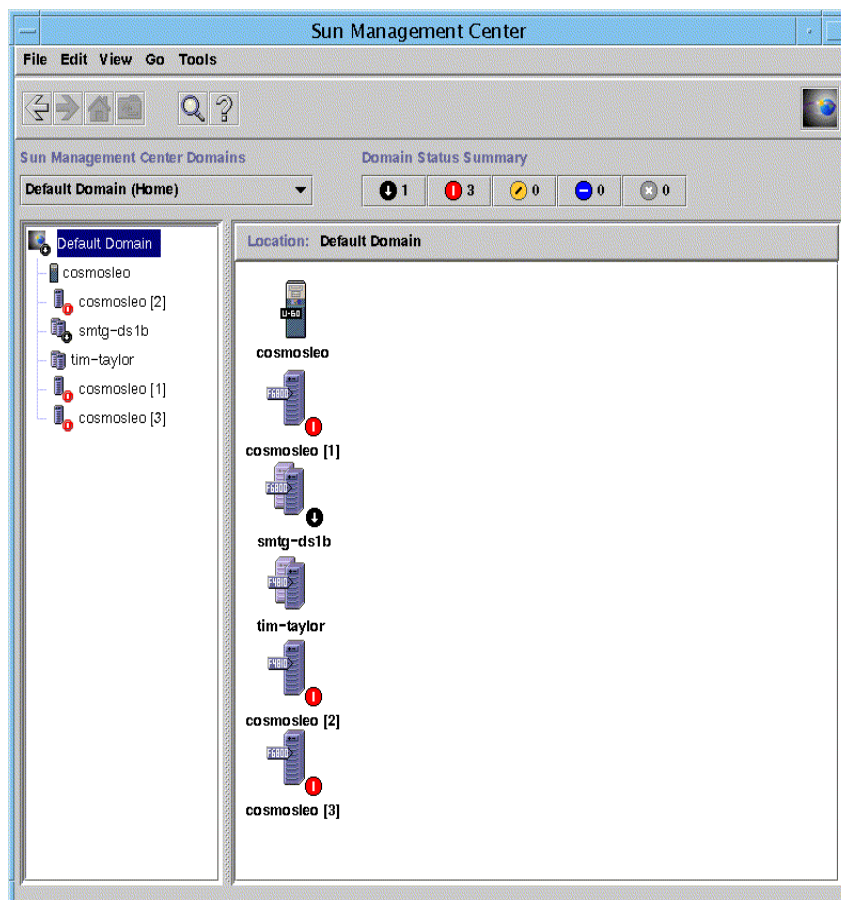 Sun Management Center
File Edit View Go Tools
Sun Management Center Domains
Domain Status Summary
Default Domain (Home)
1 3 0 0 0
Default Domain
cosmosleo
cosmosleo [2]
smtg-ds1b
tim-taylor
cosmosleo [1]
cosmosleo [3]
Location: Default Domain
U-60
cosmosleo
F6800
cosmosleo [1]
F6800
smtg-ds1b
F4810
tim-taylor
F4810
cosmosleo [2]
F6800
cosmosleo [3]